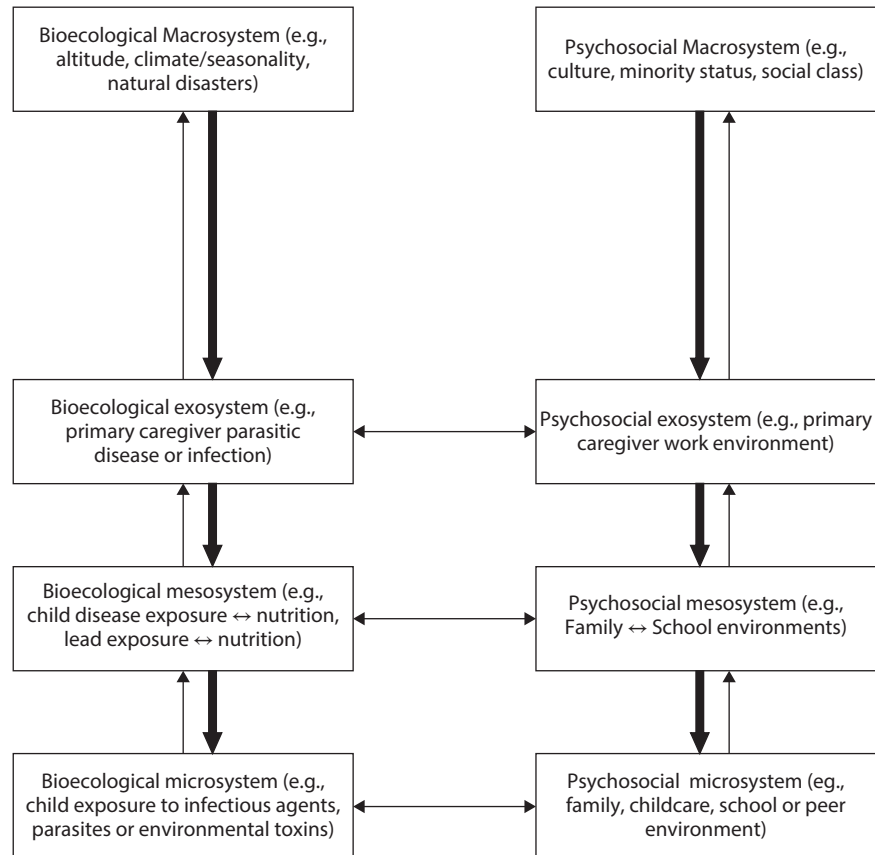 Bioecological Macrosystem (e.g.,
altitude, climate/seasonality,
natural disasters)
Psychosocial Macrosystem (e.g.,
culture, minority status, social class)
Bioecological exosystem (e.g.,
primary caregiver parasitic
disease or infection)
Psychosocial exosystem (e.g., primary
caregiver work environment)
Bioecological mesosystem (e.g.,
child disease exposure ↔ nutrition,
lead exposure ↔ nutrition)
Psychosocial mesosystem (e.g.,
Family ↔ School environments)
Bioecological microsystem (e.g.,
child exposure to infectious agents,
parasites or environmental toxins)
Psychosocial microsystem (eg.,
family, childcare, school or peer
environment)